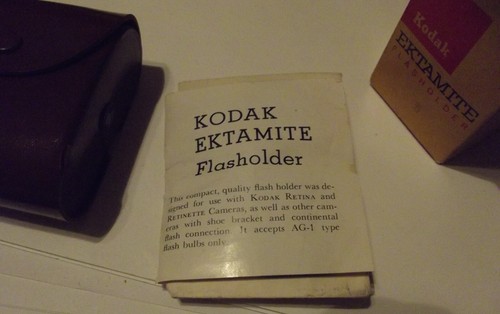 KODAK
EKTAMITE
Flasholder
This compact, quality flash holder was de-
signed for use with KODAK RETINA and
RETINETTE Cameras, as well as other cam-
eras with shoe bracket and continental
flash connection. It accepts AG-1 type
flash bulbs only.
Kodak
EKTAMITE
FLASHOLDER